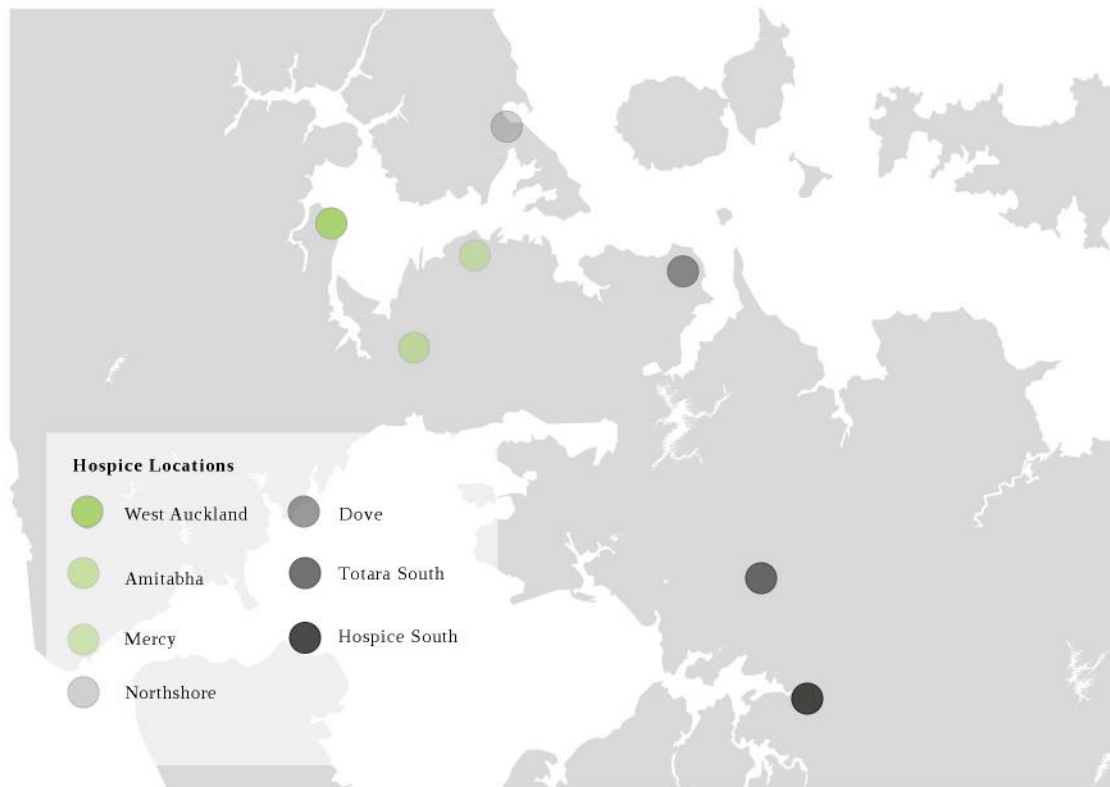 Hospice Locations
West Auckland
Amitabha
Mercy
Northshore
Dove
Totara South
Hospice South